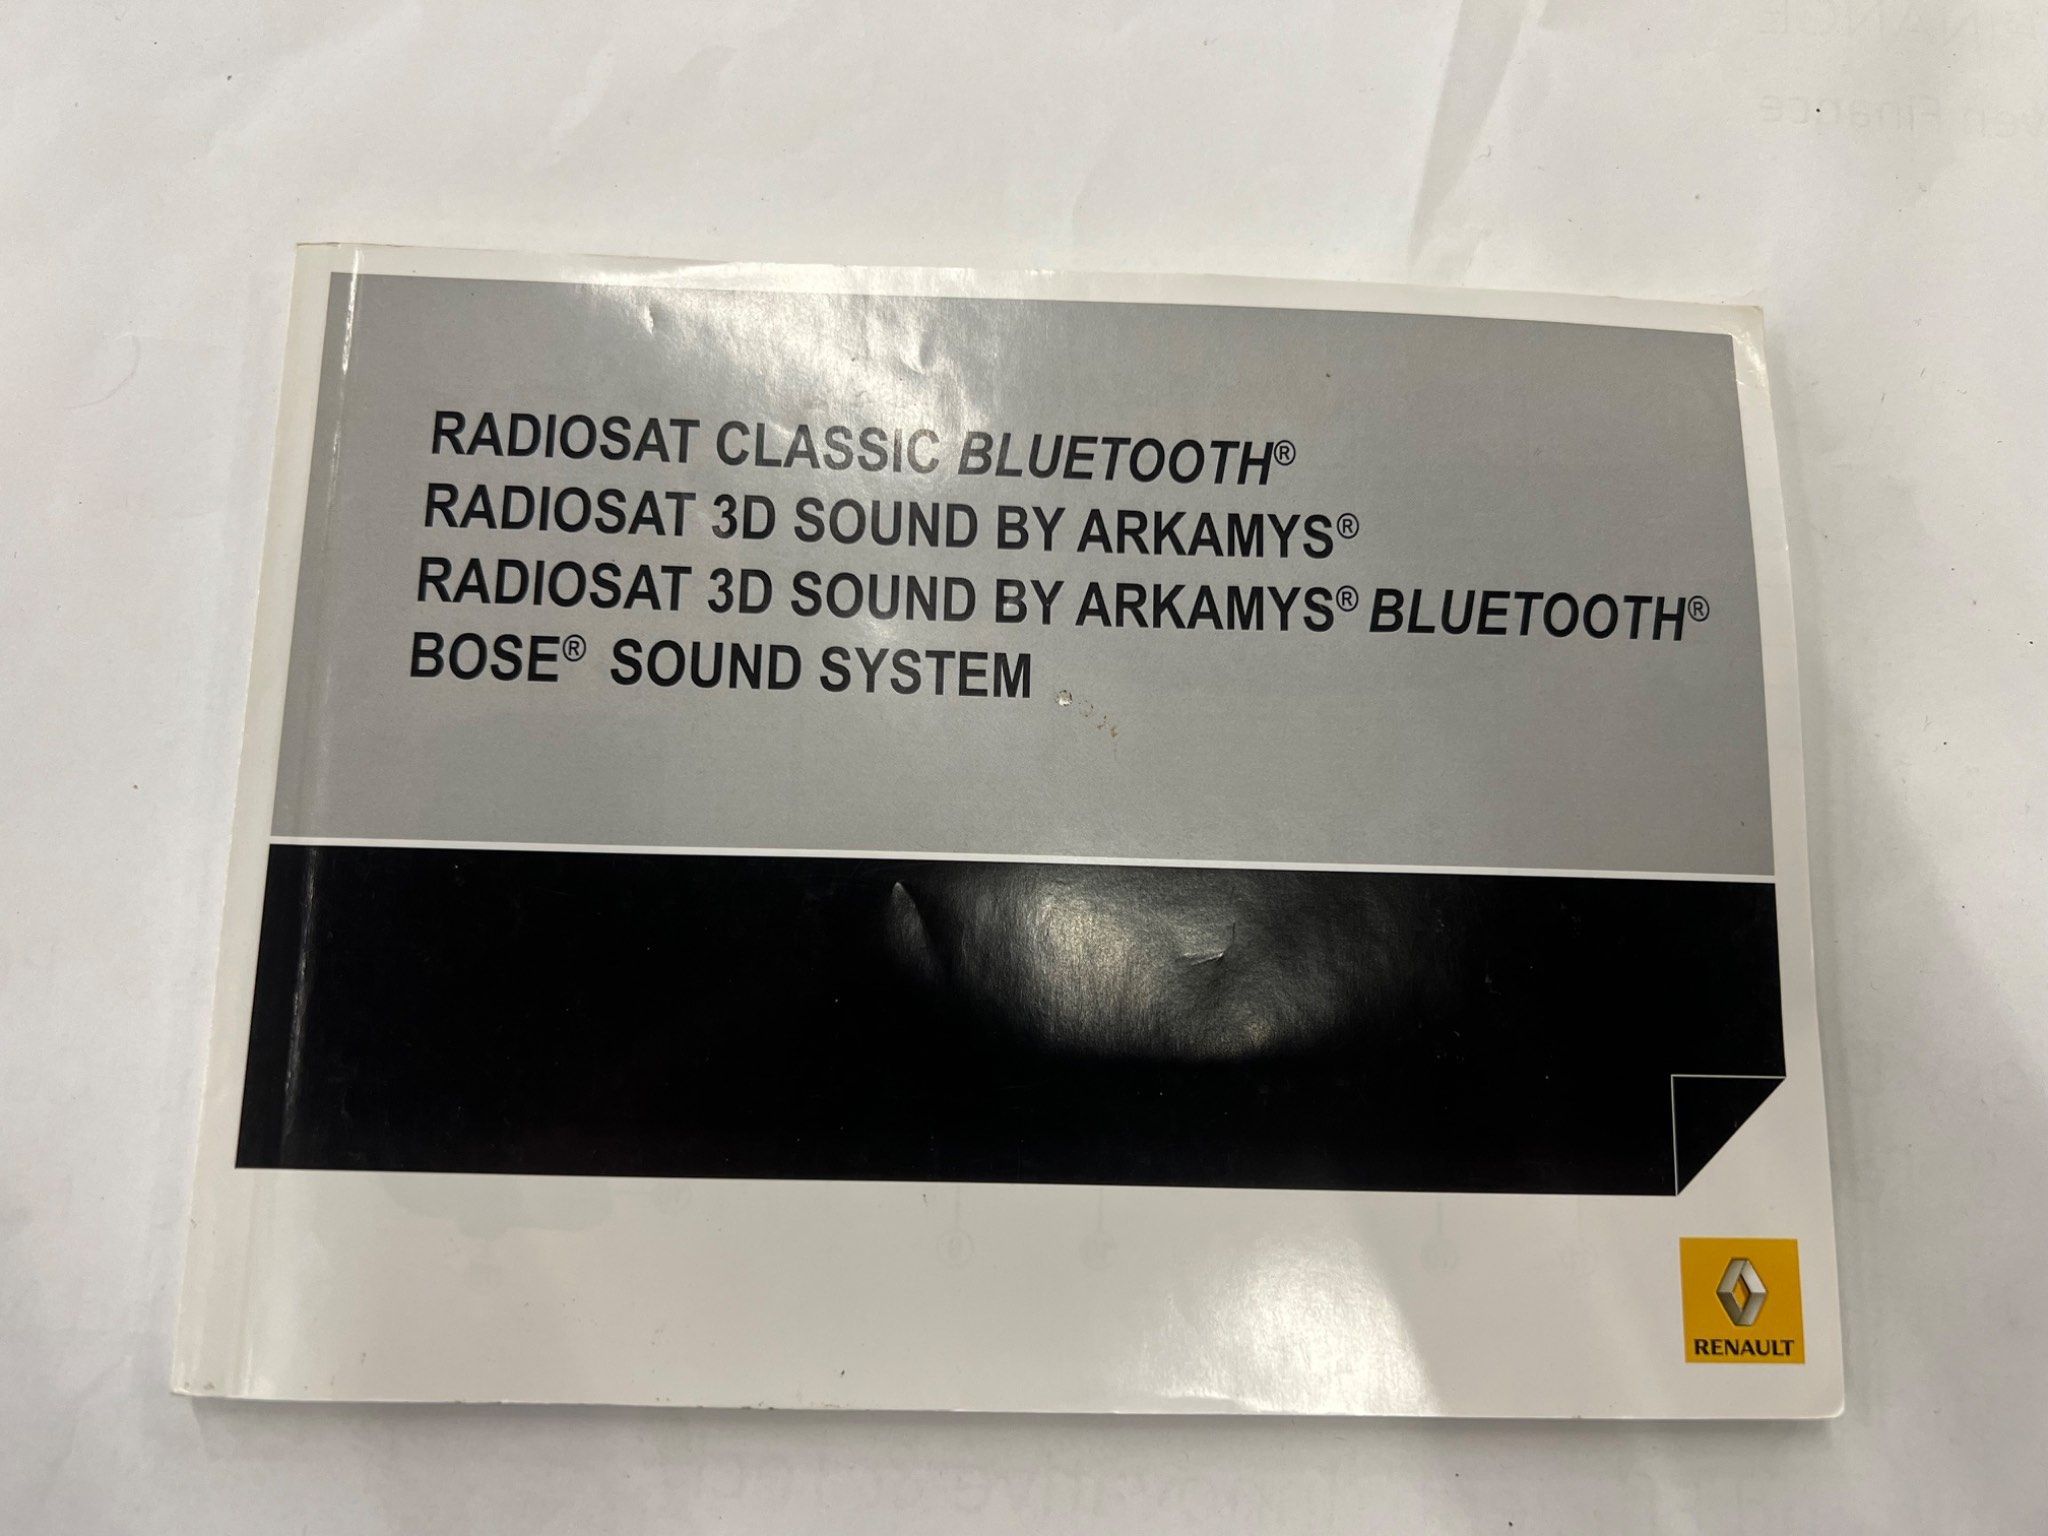 RADIOSAT CLASSIC BLUETOOTH®
RADIOSAT 3D SOUND BY ARKAMYS®
RADIOSAT 3D SOUND BY ARKAMYS® BLUETOOTH®
BOSE® SOUND SYSTEM
RENAULT